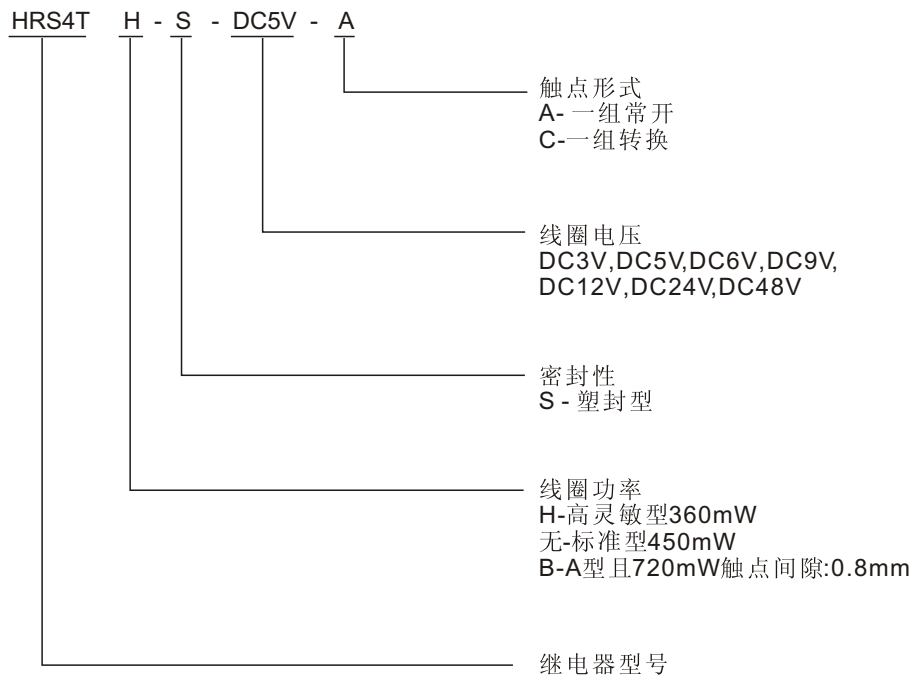 HRS4T H - S - DC5V - A
触点形式
A- 一组常开
C-一组转换
线圈电压
DC3V,DC5V,DC6V,DC9V,
DC12V,DC24V,DC48V
密封性
S - 塑封型
线圈功率
H-高灵敏型360mW
无-标准型450mW
B-A型且720mW触点间隙:0.8mm
继电器型号